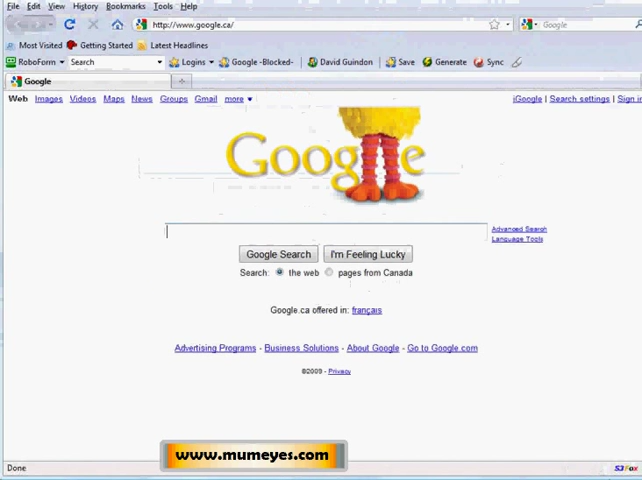 File Edit View History Bookmarks Tools Help
http://www.google.ca/ Google
Most Visited Getting Started Latest Headlines
RoboForm Search Logins Google -Blocked- David Guindon Save Generate Sync
Google
Web Images Videos Maps News Groups Gmail more iGoogle | Search settings | Sign in
Google
Advanced Search
Language Tools
Google Search I'm Feeling Lucky
Search: the web pages from Canada
Google.ca offered in: français
Advertising Programs - Business Solutions - About Google - Go to Google.com
©2009 - Privacy
www.mumeyes.com
Done